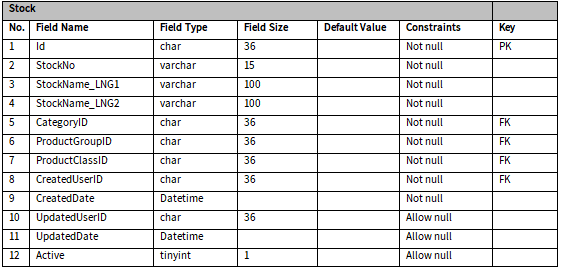 Stock
No. Field Name Field Type Field Size Default Value Constraints Key
1 Id char 36 Not null PK
2 StockNo varchar 15 Not null
3 StockName_LNG1 varchar 100 Not null
4 StockName_LNG2 varchar 100 Not null
5 CategoryID char 36 Not null FK
6 ProductGroupID char 36 Not null FK
7 ProductClassID char 36 Not null FK
8 CreatedUserID char 36 Not null FK
9 CreatedDate Datetime Not null
10 UpdatedUserID char 36 Allow null
11 UpdatedDate Datetime Allow null
12 Active tinyint 1 Allow null